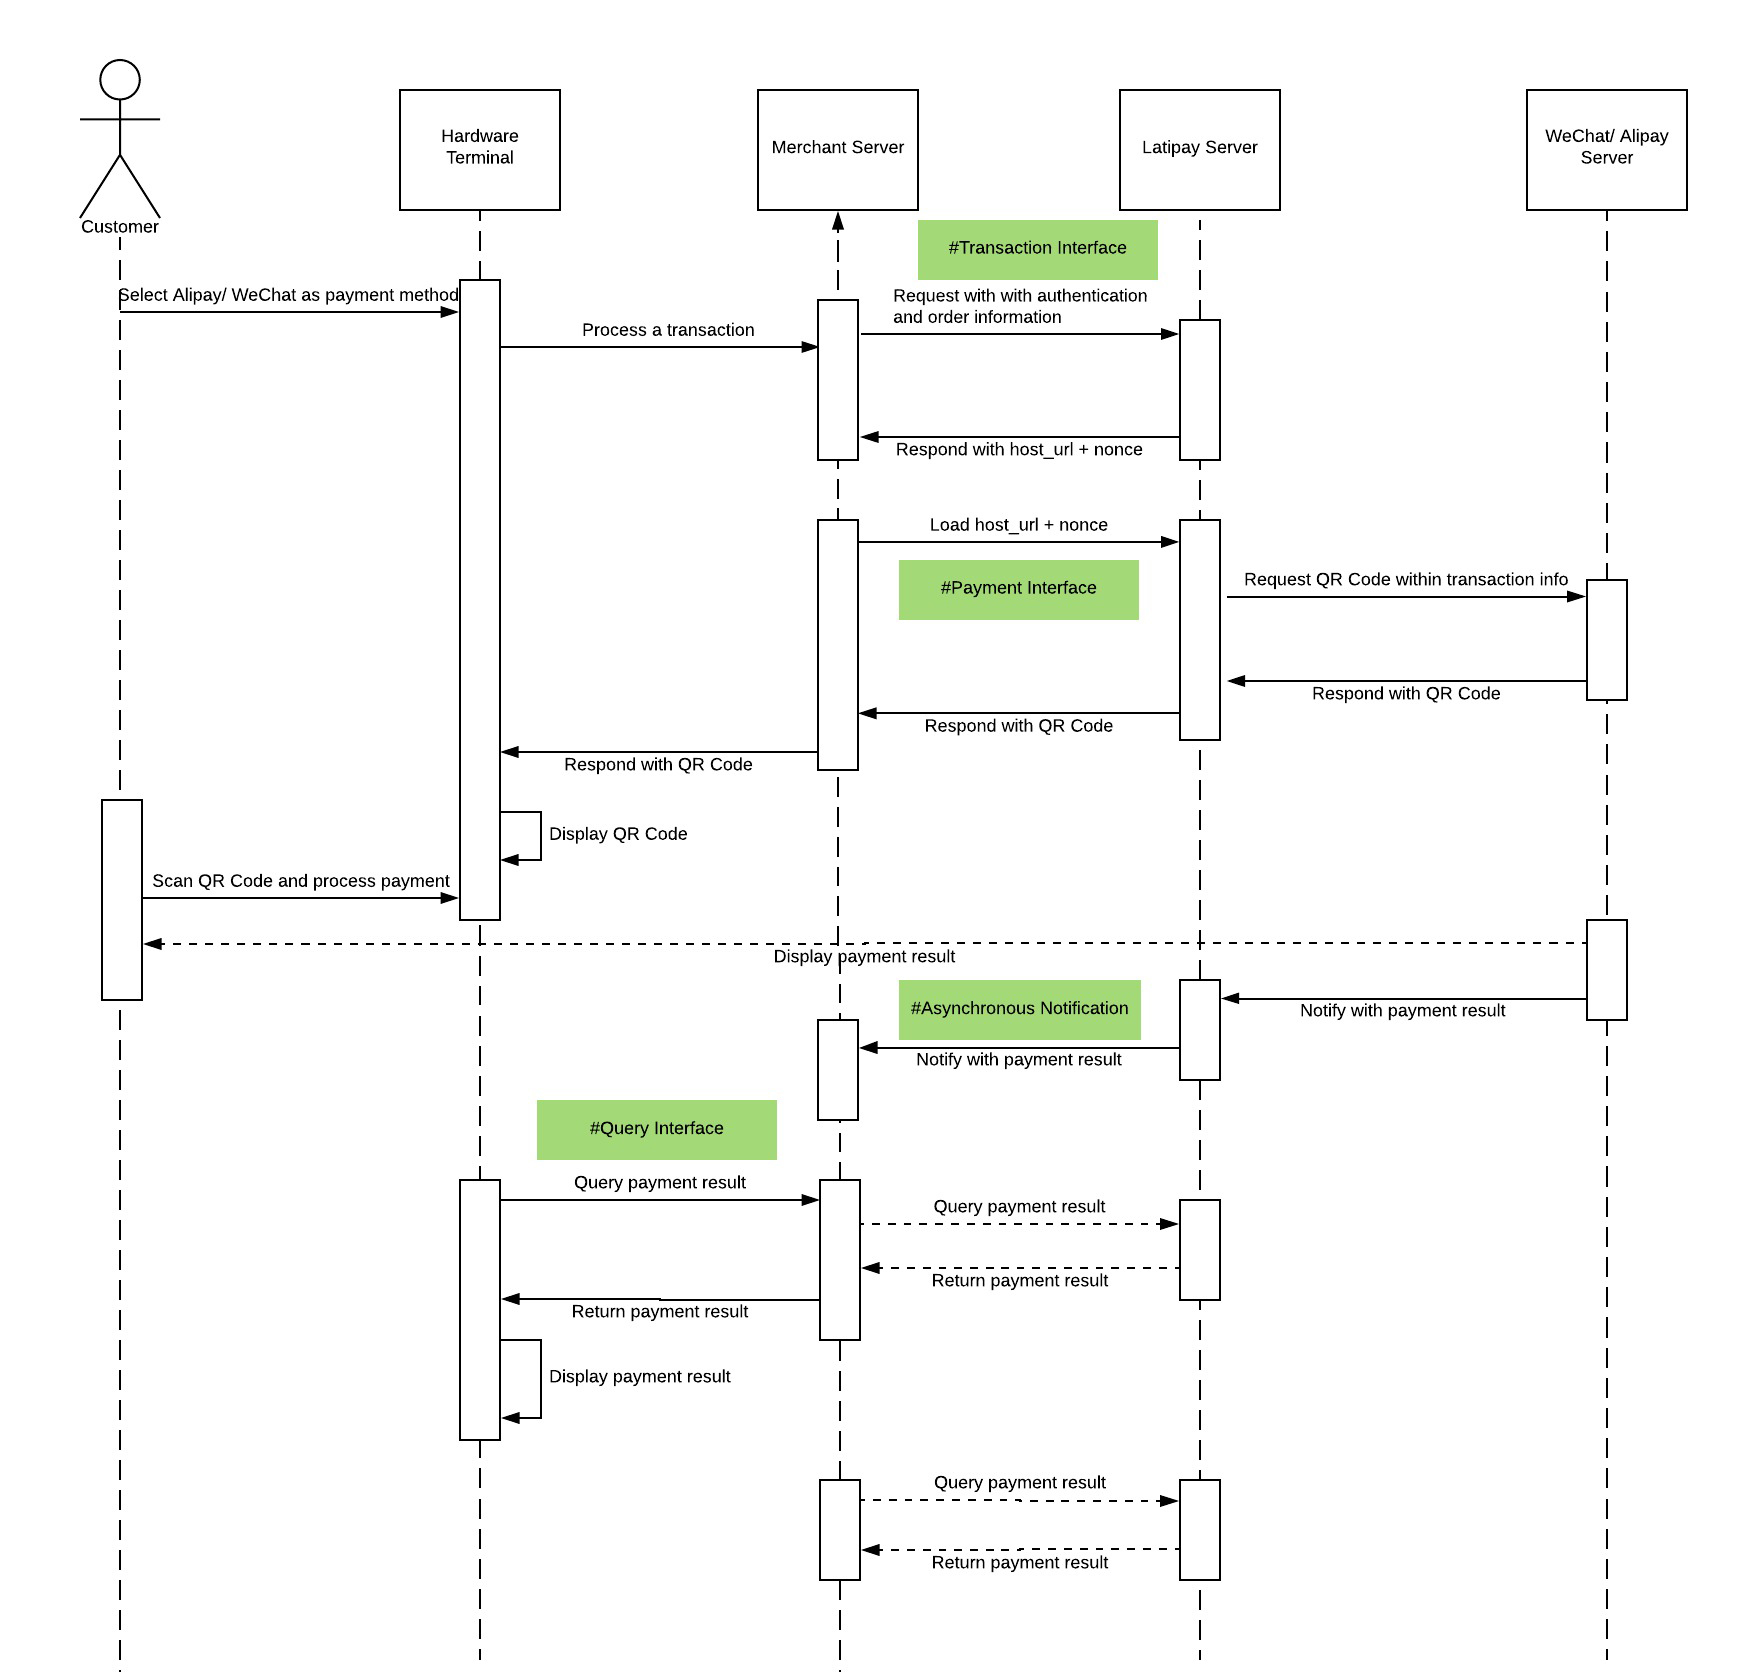 Customer
Hardware
Terminal
Merchant Server
Latipay Server
WeChat/ Alipay
Server
#Transaction Interface
Select Alipay/ WeChat as payment method
Request with with authentication
and order information
Process a transaction
Respond with host_url + nonce
Load host_url + nonce
#Payment Interface
Request QR Code within transaction info
Respond with QR Code
Respond with QR Code
Respond with QR Code
Display QR Code
Scan QR Code and process payment
Display payment result
#Asynchronous Notification
Notify with payment result
Notify with payment result
#Query Interface
Query payment result
Query payment result
Return payment result
Return payment result
Display payment result
Query payment result
Return payment result